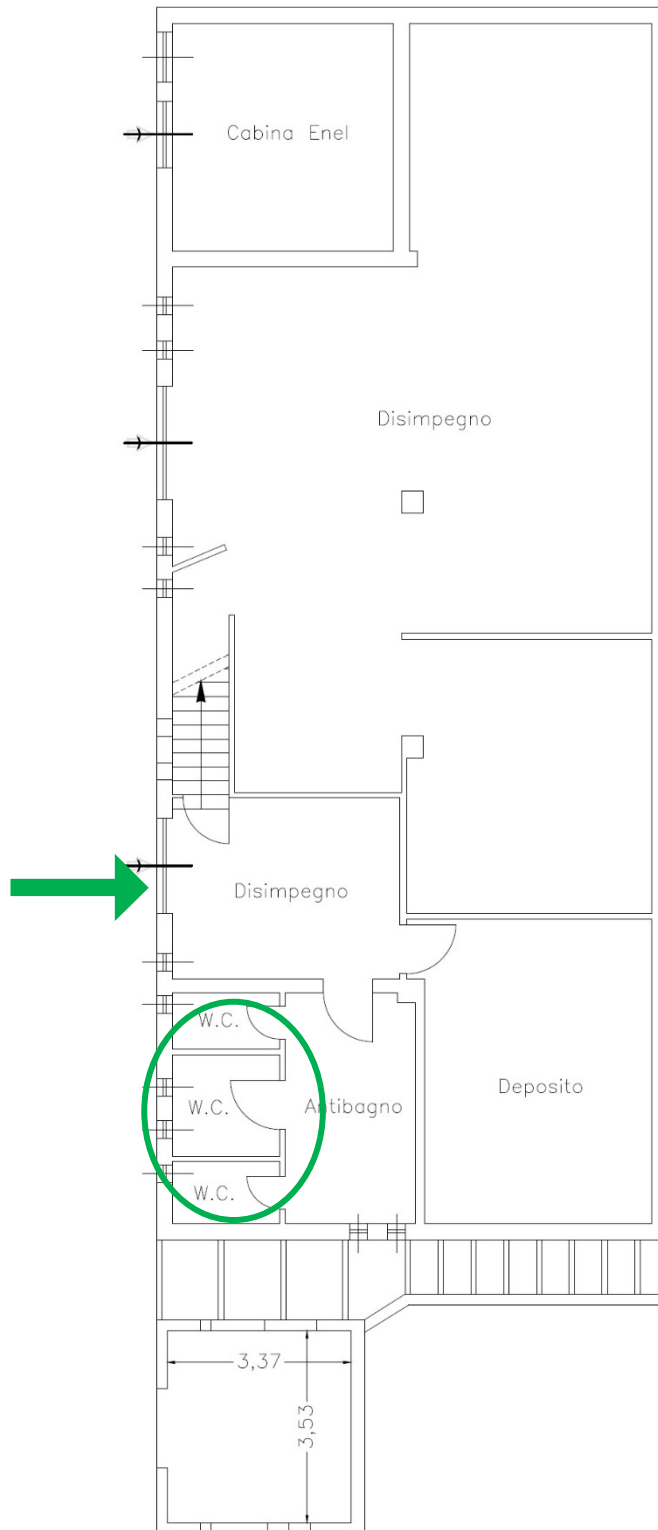 Cabina Enel
Disimpegno
Disimpegno
W.C.
W.C.
Antibagno
Deposito
W.C.
3,37
3,53